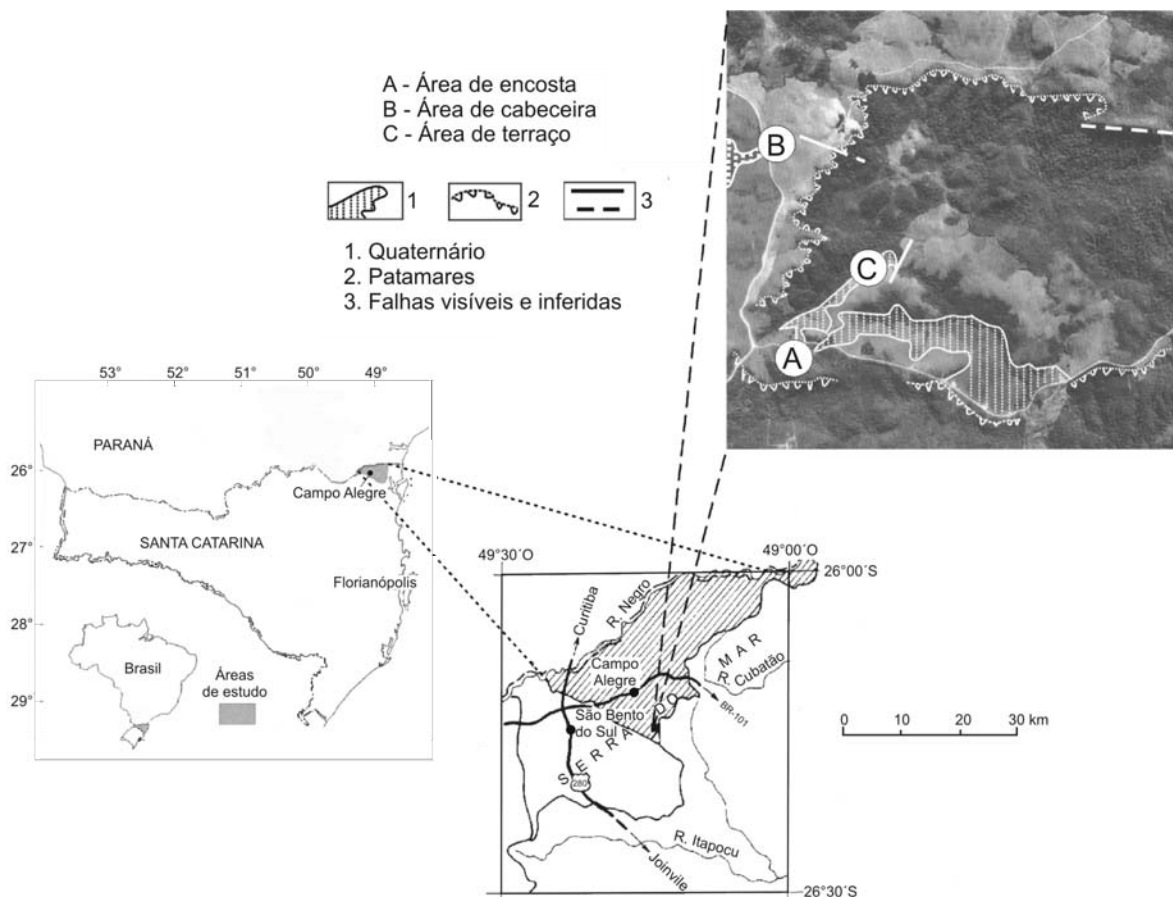 A - Área de encosta
B - Área de cabeceira
C - Área de terraço
1
2
3
1. Quaternário
2. Patamares
3. Falhas visíveis e inferidas
B
C
A
53°
52°
51°
50°
49°
26°
27°
28°
29°
PARANÁ
Campo Alegre
SANTA CATARINA
Florianópolis
Brasil
Áreas
de estudo
49°30´O
49°00´O
26°00´S
26°30´S
R. Negro
Curitiba
Campo
Alegre
São Bento
do Sul
SERRA DO MAR
R. Cubatão
BR-101
280
R. Itapocu
Joinvile
0 10 20 30 km